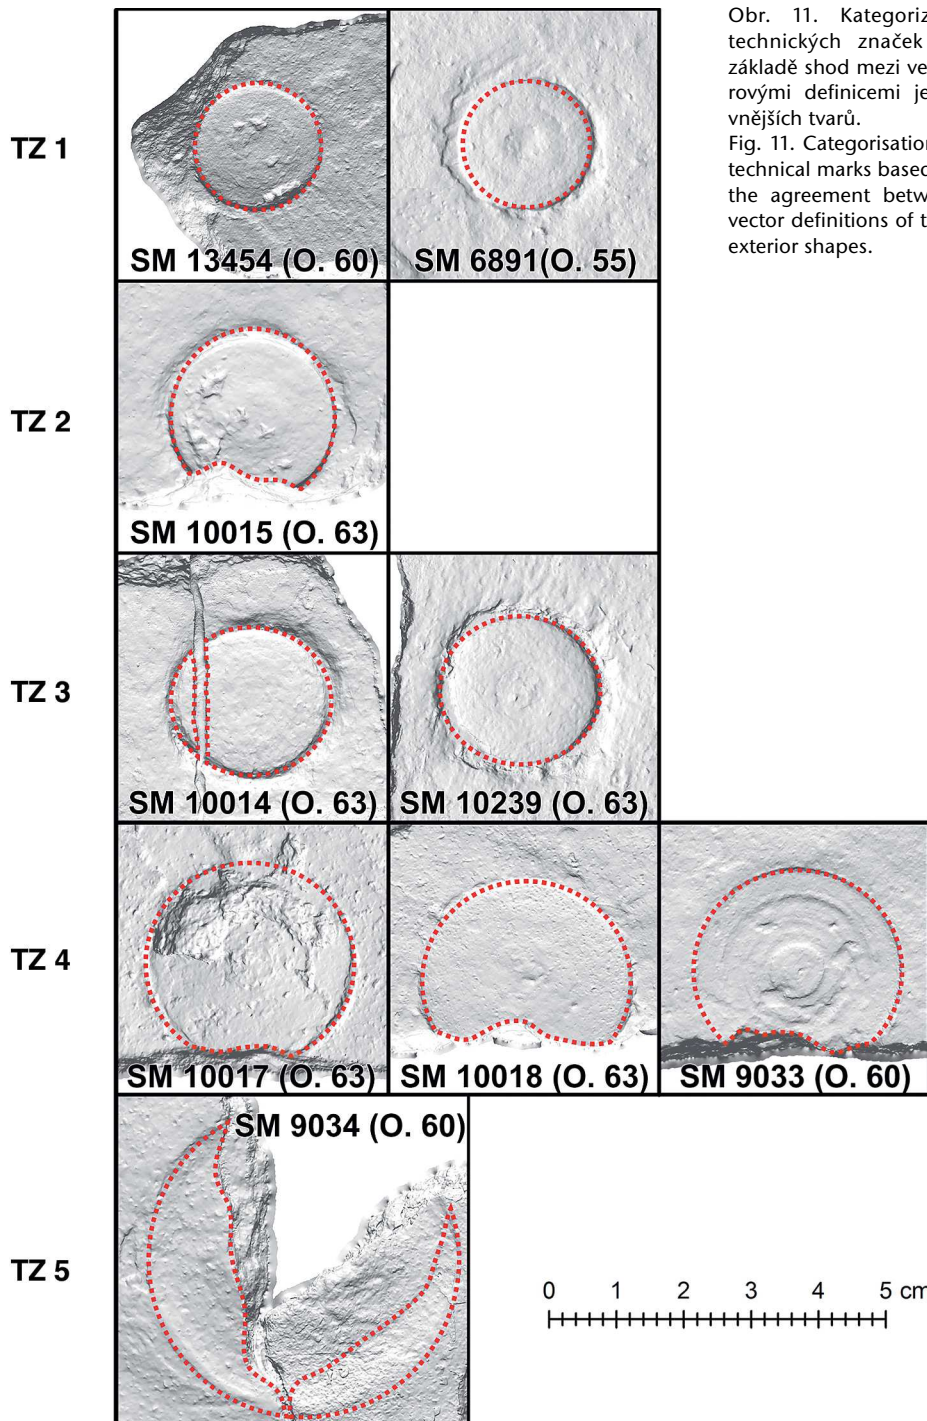 Obr. 11. Kategoriz
technických značek
základě shod mezi ve
rovými definicemi je
vnějších tvarů.
Fig. 11. Categorisation
technical marks based
the agreement betw
vector definitions of t
exterior shapes.
TZ 1
SM 13454 (O. 60)
SM 6891(O. 55)
TZ 2
SM 10015 (O. 63)
TZ 3
SM 10014 (O. 63)
SM 10239 (O. 63)
TZ 4
SM 10017 (O. 63)
SM 10018 (O. 63)
SM 9033 (O. 60)
TZ 5
SM 9034 (O. 60)
0 1 2 3 4 5 cm